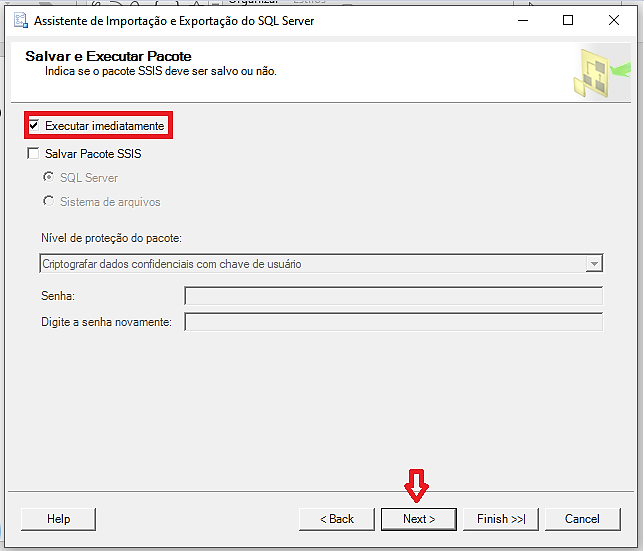 Assistente de Importação e Exportação do SQL Server
Salvar e Executar Pacote
Indica se o pacote SSIS deve ser salvo ou não.
Executar imediatamente
Salvar Pacote SSIS
SQL Server
Sistema de arquivos
Nível de proteção do pacote:
Criptografar dados confidenciais com chave de usuário
Senha:
Digite a senha novamente:
Help
< Back
Next >
Finish >>|
Cancel